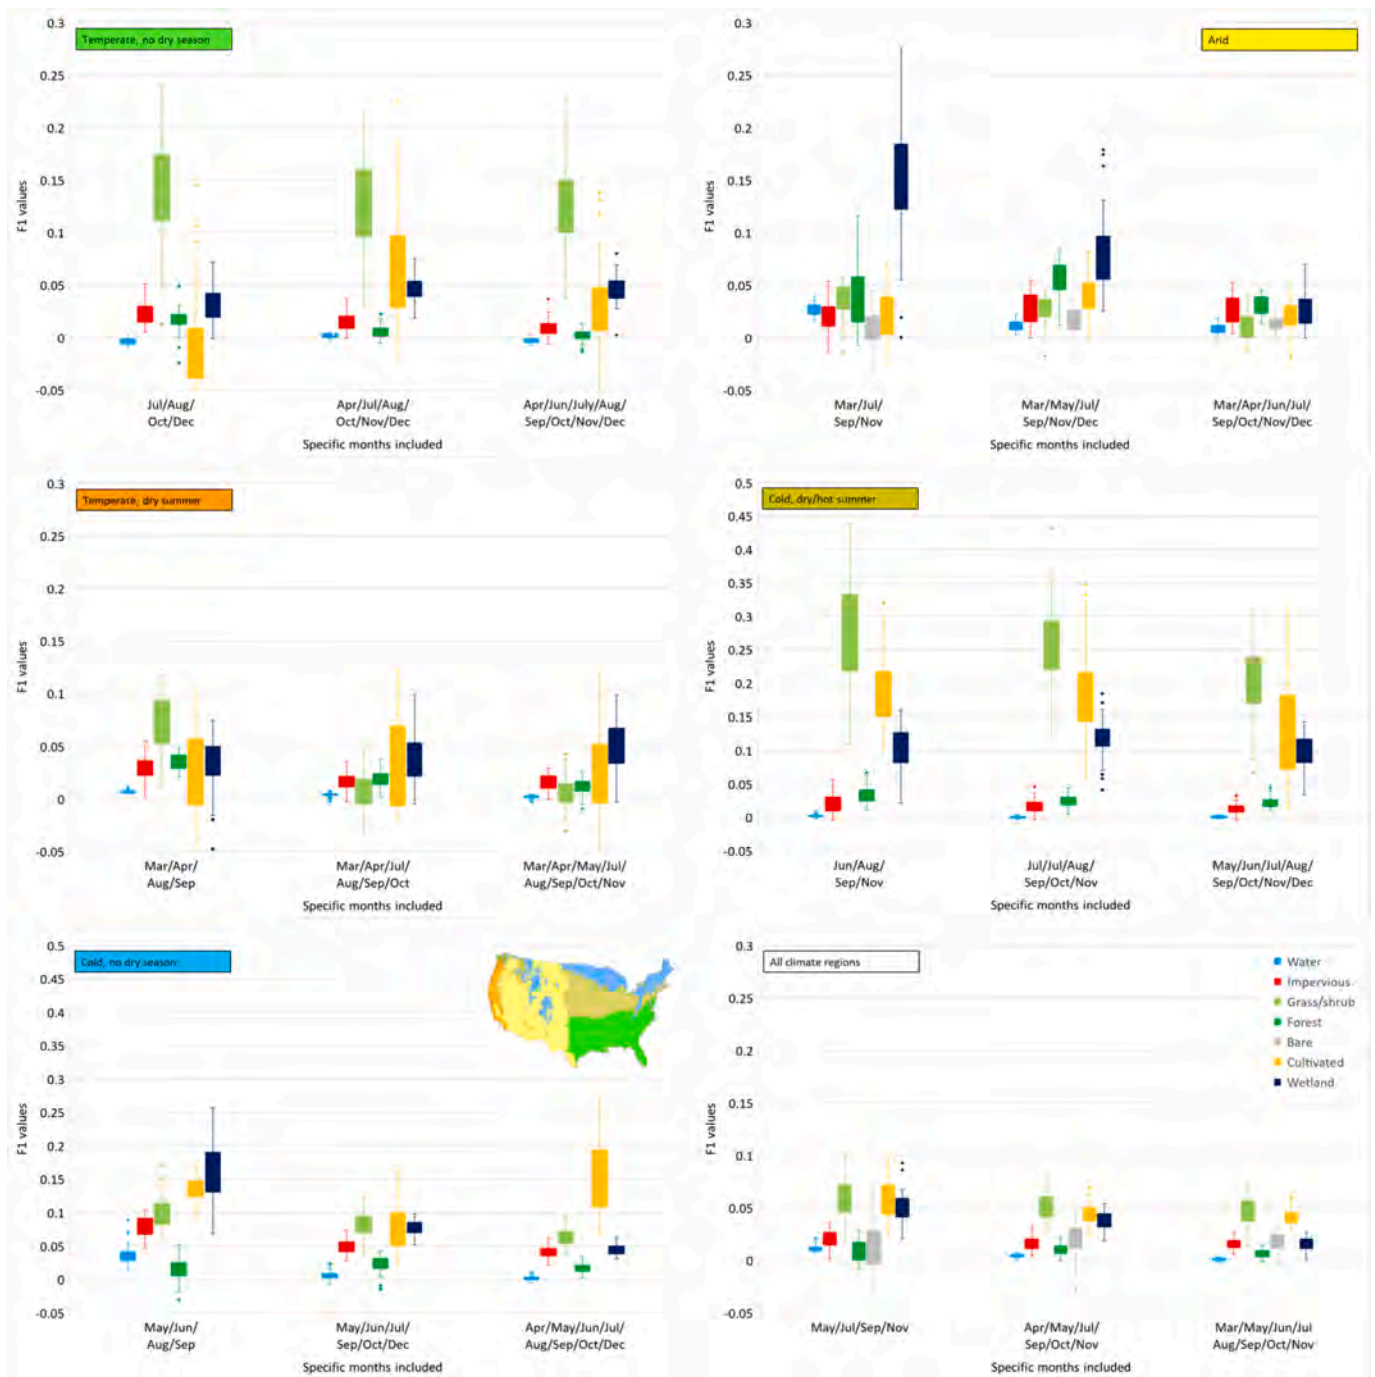 Temperate, no dry season
0.3
0.25
0.2
0.15
0.1
0.05
0
-0.05
F1 values
Jul/Aug/
Oct/Dec
Apr/Jul/Aug/
Oct/Nov/Dec
Apr/Jun/July/Aug/
Sep/Oct/Nov/Dec
Specific months included
Arid
0.3
0.25
0.2
0.15
0.1
0.05
0
-0.05
F1 values
Mar/Jul/
Sep/Nov
Mar/May/Jul/
Sep/Nov/Dec
Mar/Apr/Jun/Jul/
Sep/Oct/Nov/Dec
Specific months included
Temperate, dry summer
0.3
0.25
0.2
0.15
0.1
0.05
0
-0.05
F1 values
Mar/Apr/
Aug/Sep
Mar/Apr/Jul/
Aug/Sep/Oct
Mar/Apr/May/Jul/
Aug/Sep/Oct/Nov
Specific months included
Cold, dry/hot summer
0.5
0.45
0.4
0.35
0.3
0.25
0.2
0.15
0.1
0.05
0
-0.05
F1 values
Jun/Aug/
Sep/Nov
Jul/Jul/Aug/
Sep/Oct/Nov
May/Jun/Jul/Aug/
Sep/Oct/Nov/Dec
Specific months included
Cold, no dry season
0.5
0.45
0.4
0.35
0.3
0.25
0.2
0.15
0.1
0.05
0
-0.05
F1 values
May/Jun/
Aug/Sep
May/Jun/Jul/
Sep/Oct/Dec
Apr/May/Jun/Jul/
Aug/Sep/Oct/Dec
Specific months included
All climate regions
0.3
0.25
0.2
0.15
0.1
0.05
0
-0.05
F1 values
Water
Impervious
Grass/shrub
Forest
Bare
Cultivated
Wetland
May/Jul/Sep/Nov
Apr/May/Jul/
Sep/Oct/Nov
Mar/May/Jun/Jul
Aug/Sep/Oct/Nov
Specific months included